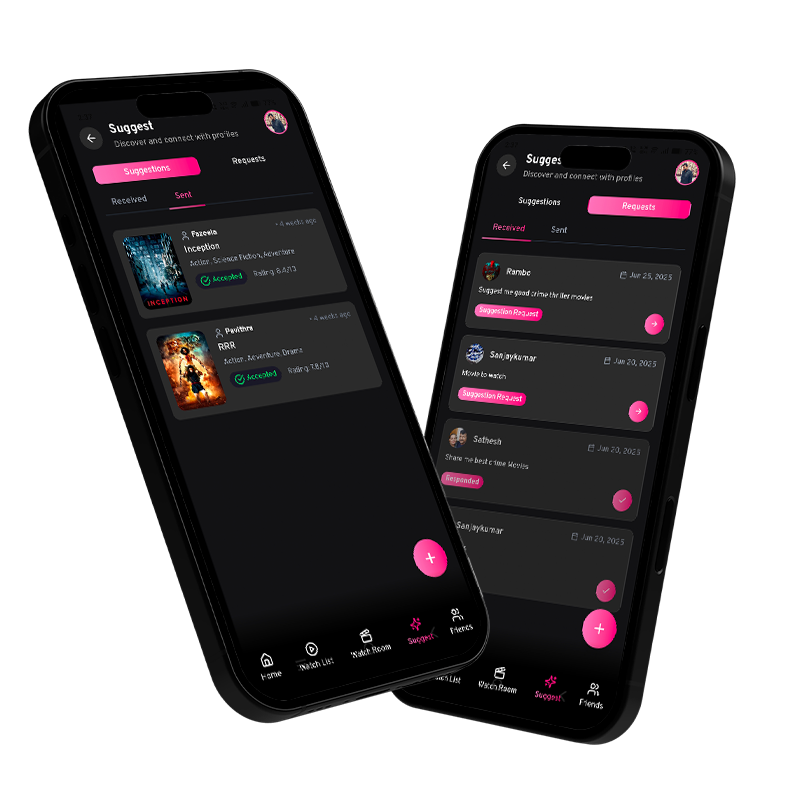 Suggest
Discover and connect with profiles
Suggestions
Requests
Received
Sent
Fazeela
• 4 weeks ago
Inception
Action, Science Fiction, Adventure
Accepted
Rating: 8.4/10
INCEPTION
Pavithra
• 4 weeks ago
RRR
Action, Adventure, Drama
Accepted
Rating: 7.8/10
+
Home
Watch List
Watch Room
Suggest
Friends
Sugges
Discover and connect with profiles
Suggestions
Requests
Received
Sent
Rambo
Jun 25, 2025
Suggest me good crime thriller movies
Suggestion Request
Sanjaykumar
Jun 20, 2025
Movie to watch
Suggestion Request
Sathesh
Jun 20, 2025
Share me best crime Movies
Responded
Sanjaykumar
Jun 20, 2025
+
List
Watch Room
Suggest
Friends